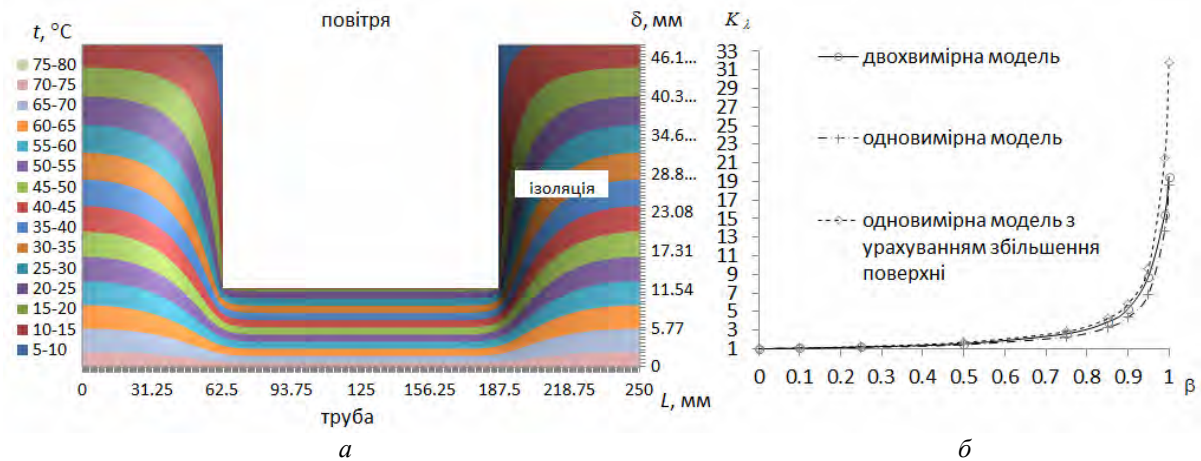 повітря
t, °C
75-80
70-75
65-70
60-65
55-60
50-55
45-50
40-45
35-40
30-35
25-30
20-25
15-20
10-15
5-10
δ, мм
46.1...
40.3...
34.6...
28.8...
23.08
17.31
11.54
5.77
0
ізоляція
0 31.25 62.5 93.75 125 156.25 187.5 218.75 250 L, мм
труба
а
K λ
33
31
29
27
25
23
21
19
17
15
13
11
9
7
5
3
1
двохвимірна модель
одновимірна модель
одновимірна модель з
урахуванням збільшення
поверхні
0 0.1 0.2 0.3 0.4 0.5 0.6 0.7 0.8 0.9 1
β
б